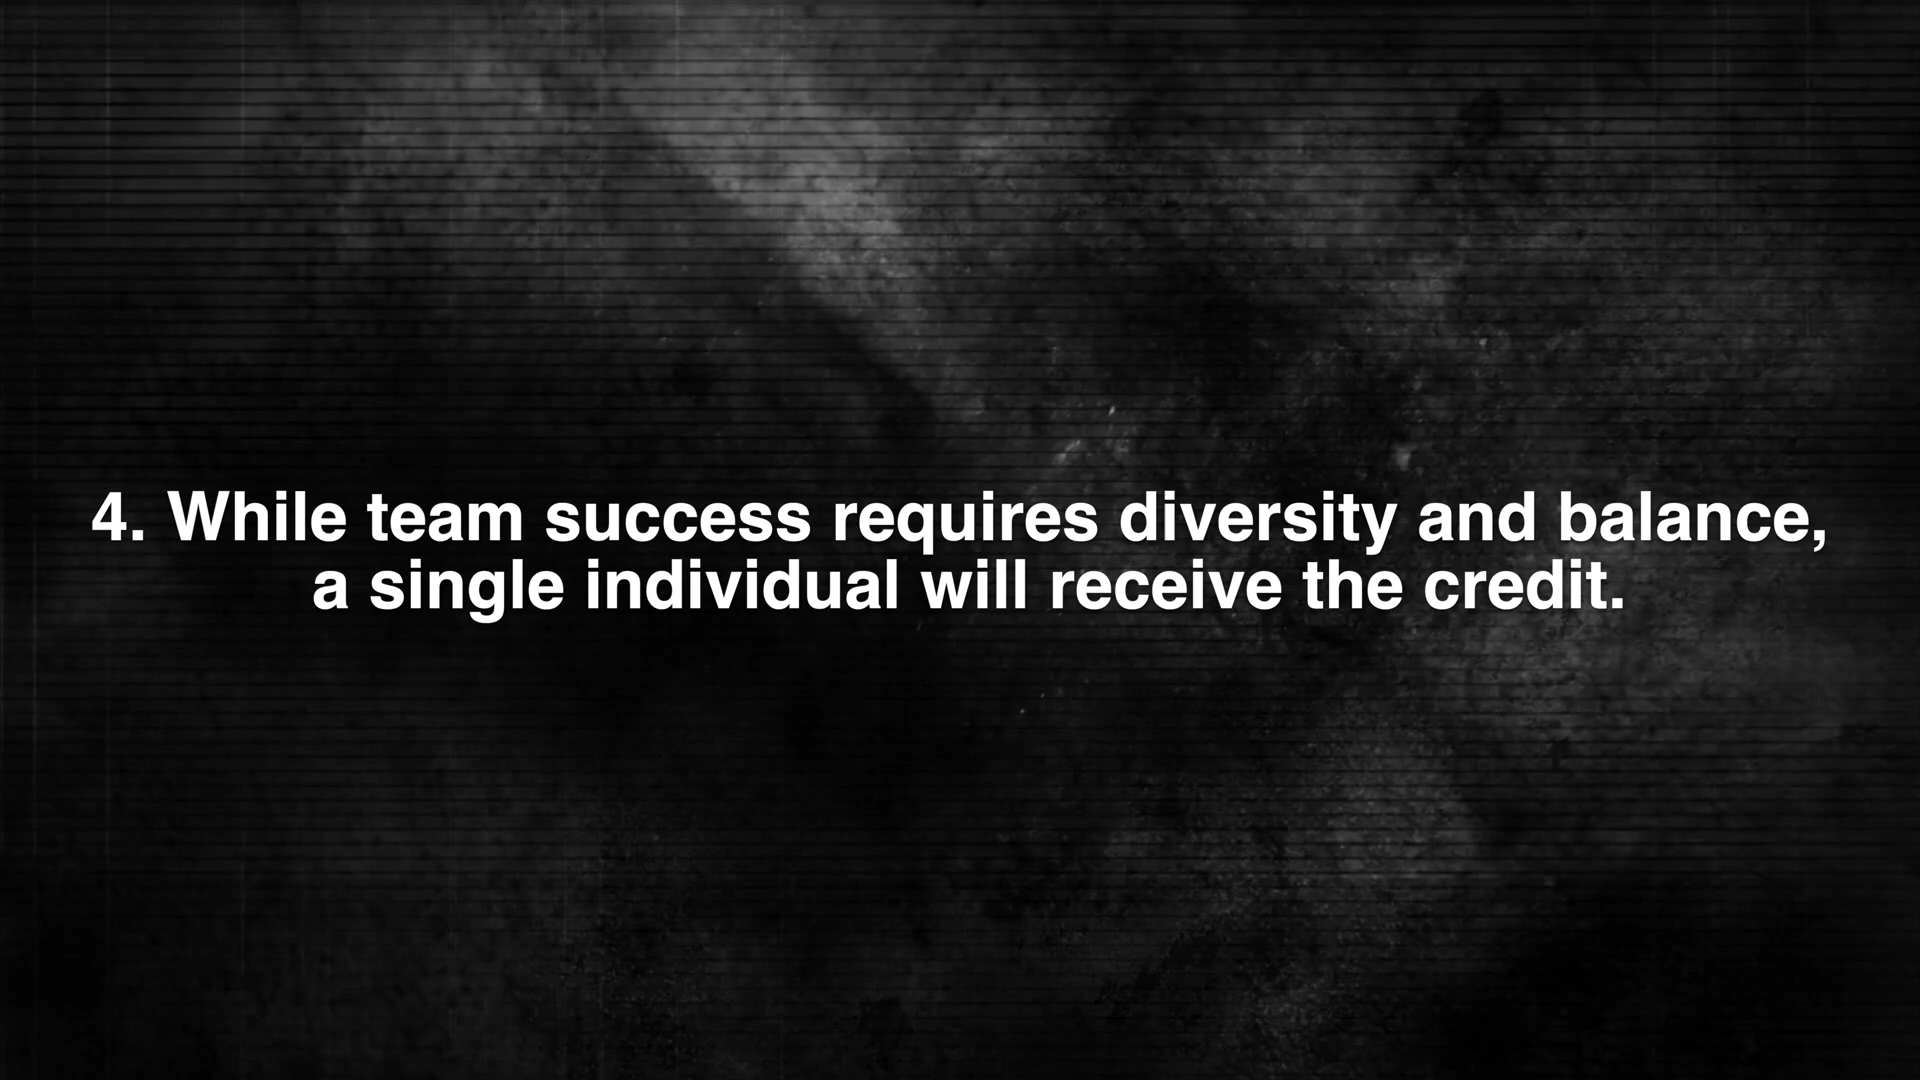 4. While team success requires diversity and balance,
a single individual will receive the credit.